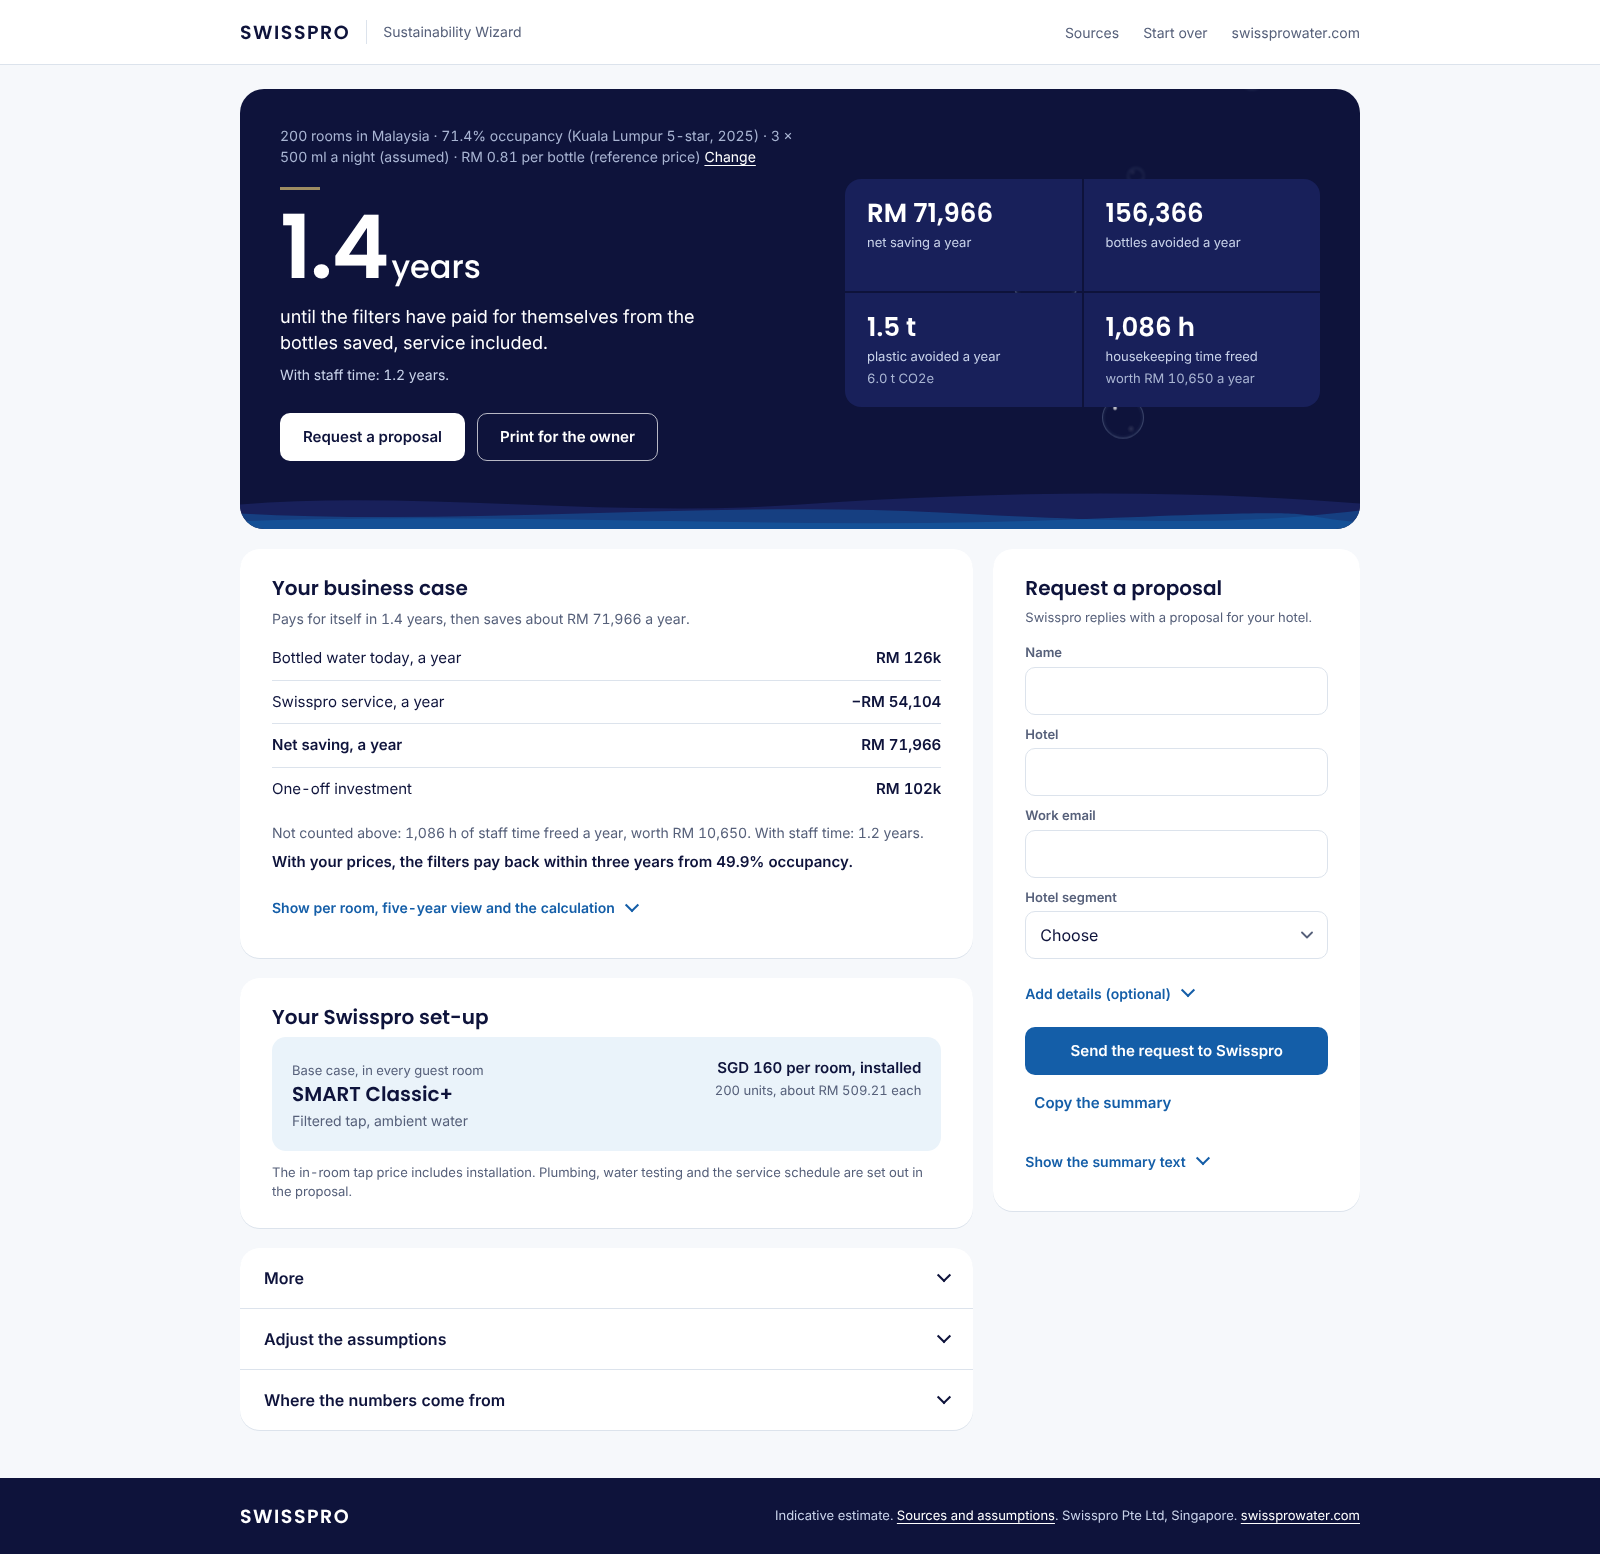 SWISSPRO
Sustainability Wizard
Sources
Start over
swissprowater.com
200 rooms in Malaysia · 71.4% occupancy (Kuala Lumpur 5-star, 2025) · 3 ×
500 ml a night (assumed) · RM 0.81 per bottle (reference price) Change
1.4 years
until the filters have paid for themselves from the
bottles saved, service included.
With staff time: 1.2 years.
Request a proposal
Print for the owner
RM 71,966
net saving a year
156,366
bottles avoided a year
1.5 t
plastic avoided a year
6.0 t CO2e
1,086 h
housekeeping time freed
worth RM 10,650 a year
Your business case
Pays for itself in 1.4 years, then saves about RM 71,966 a year.
Bottled water today, a year RM 126k
Swisspro service, a year −RM 54,104
Net saving, a year RM 71,966
One-off investment RM 102k
Not counted above: 1,086 h of staff time freed a year, worth RM 10,650. With staff time: 1.2 years.
With your prices, the filters pay back within three years from 49.9% occupancy.
Show per room, five-year view and the calculation
Your Swisspro set-up
Base case, in every guest room
SMART Classic+
Filtered tap, ambient water
SGD 160 per room, installed
200 units, about RM 509.21 each
The in-room tap price includes installation. Plumbing, water testing and the service schedule are set out in
the proposal.
More
Adjust the assumptions
Where the numbers come from
Request a proposal
Swisspro replies with a proposal for your hotel.
Name
Hotel
Work email
Hotel segment
Choose
Add details (optional)
Send the request to Swisspro
Copy the summary
Show the summary text
SWISSPRO
Indicative estimate. Sources and assumptions. Swisspro Pte Ltd, Singapore. swissprowater.com